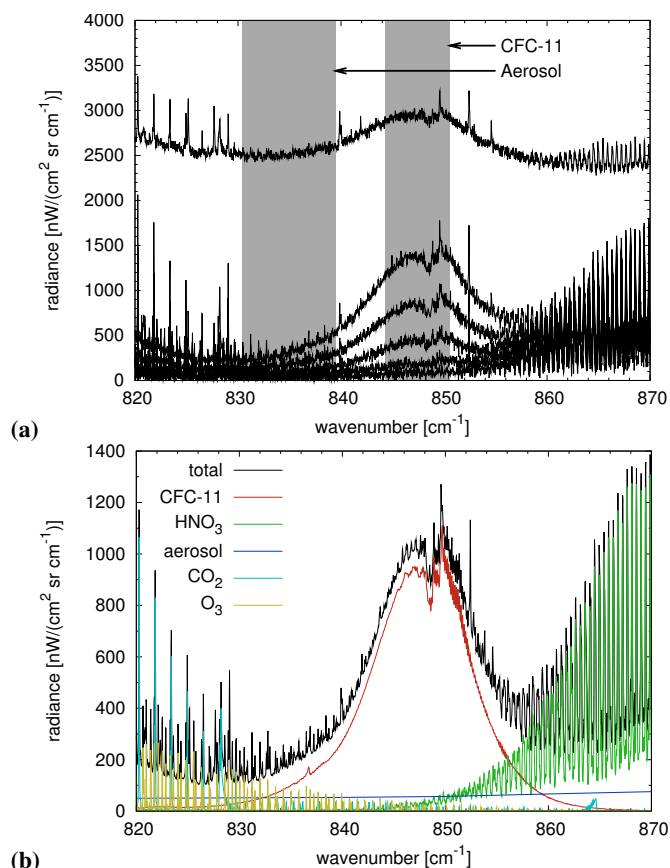 4000
3500
3000
2500
2000
1500
1000
500
0
radiance [nW/(cm² sr cm⁻¹)]
CFC-11
Aerosol
820 830 840 850 860 870
wavenumber [cm⁻¹]
(a)
1400
1200
1000
800
600
400
200
0
radiance [nW/(cm² sr cm⁻¹)]
total
CFC-11
HNO₃
aerosol
CO₂
O₃
820 830 840 850 860 870
wavenumber [cm⁻¹]
(b)